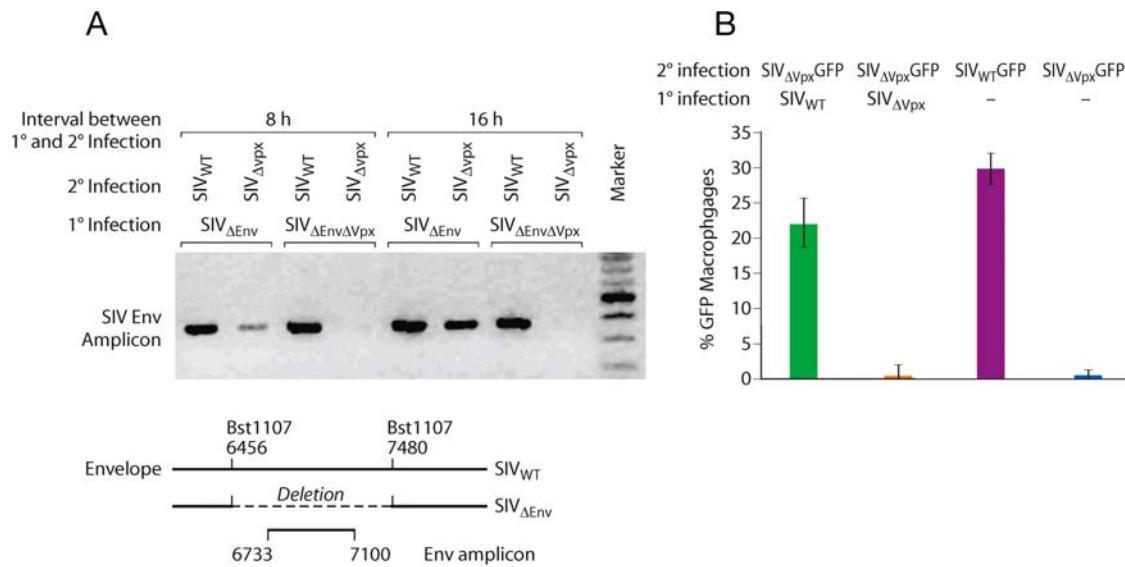 A
Interval between
1° and 2° Infection
8 h
16 h
2° Infection
SIVWT
SIVΔvpx
SIVWT
SIVΔvpx
SIVWT
SIVΔvpx
SIVWT
SIVΔvpx
Marker
1° Infection
SIVΔEnv
SIVΔEnvΔVpx
SIVΔEnv
SIVΔEnvΔVpx
SIV Env
Amplicon
Bst1107
6456
Bst1107
7480
Envelope
SIVWT
Deletion
SIVΔEnv
6733
7100
Env amplicon
B
2° infection SIVΔVpxGFP SIVΔVpxGFP SIVWTGFP SIVΔVpxGFP
1° infection SIVWT SIVΔVpx – –
% GFP Macrophgages
35
30
25
20
15
10
5
0